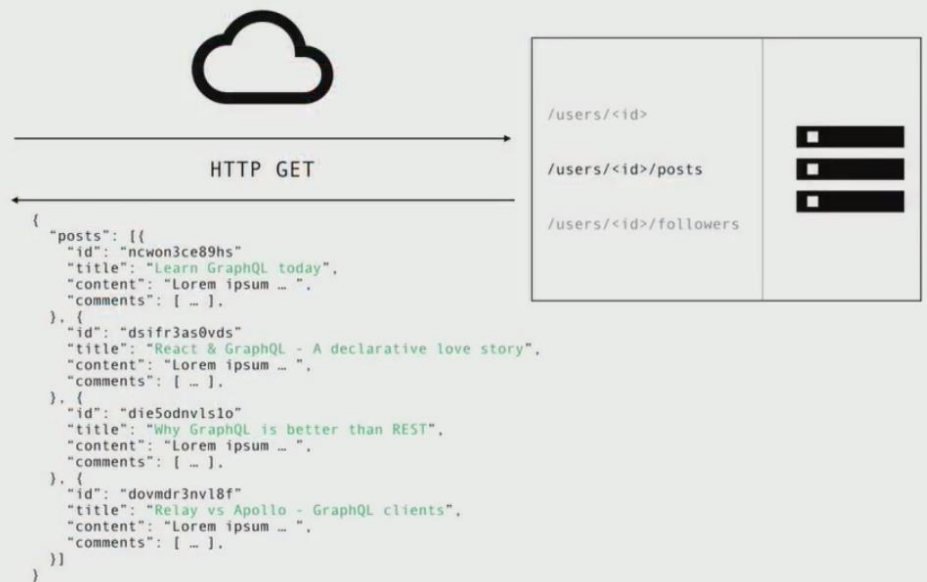 HTTP GET
/users/<id>
/users/<id>/posts
/users/<id>/followers
{
"posts": [{
"id": "ncwon3ce89hs"
"title": "Learn GraphQL today",
"content": "Lorem ipsum … ",
"comments": [ … ],
}, {
"id": "dsifr3as0vds"
"title": "React & GraphQL - A declarative love story",
"content": "Lorem ipsum … ",
"comments": [ … ],
}, {
"id": "die5odnvls1o"
"title": "Why GraphQL is better than REST",
"content": "Lorem ipsum … ",
"comments": [ … ],
}, {
"id": "dovmdr3nvl8f"
"title": "Relay vs Apollo - GraphQL clients",
"content": "Lorem ipsum … ",
"comments": [ … ],
}]
}